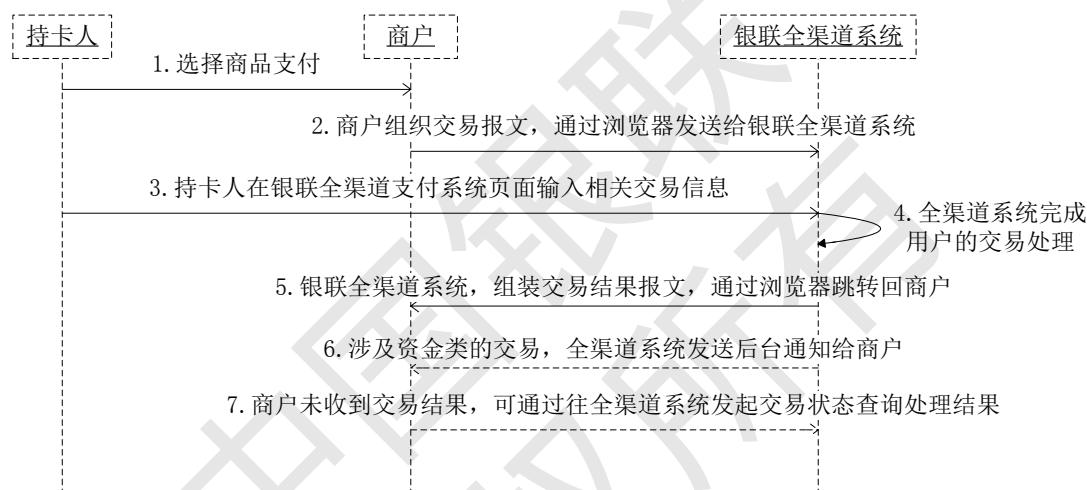 持卡人
商户
银联全渠道系统
1.选择商品支付
2.商户组织交易报文，通过浏览器发送给银联全渠道系统
3.持卡人在银联全渠道支付系统页面输入相关交易信息
4.全渠道系统完成
用户的交易处理
5.银联全渠道系统，组装交易结果报文，通过浏览器跳转回商户
6.涉及资金类的交易，全渠道系统发送后台通知给商户
7.商户未收到交易结果，可通过往全渠道系统发起交易状态查询处理结果
中国银联
权所有